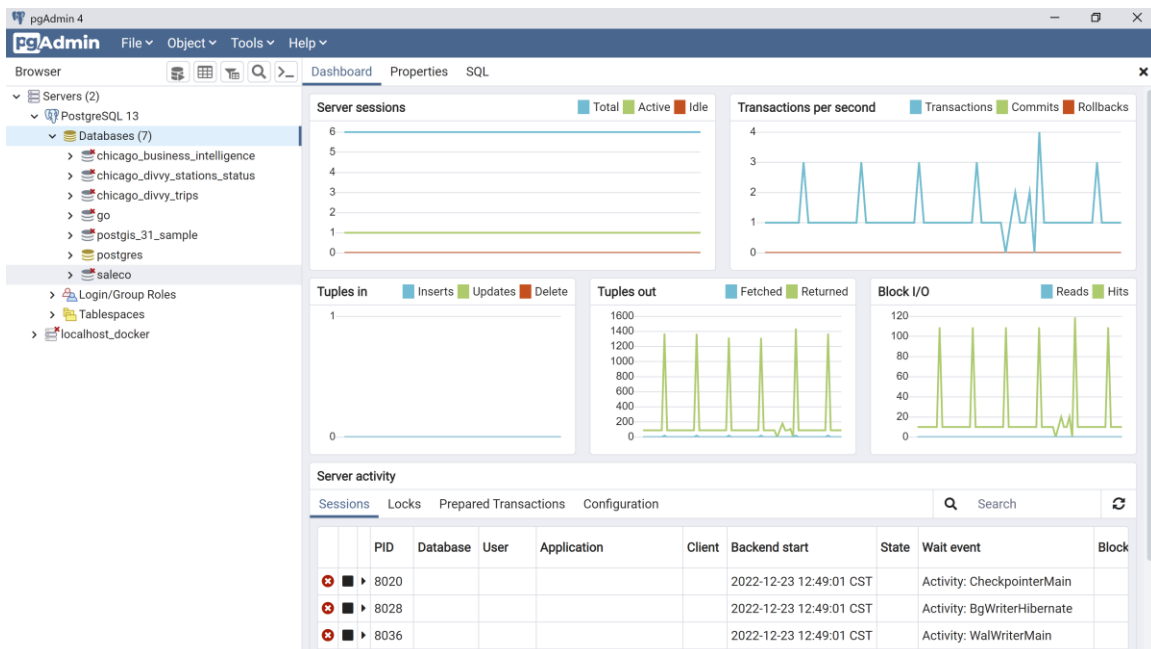 pgAdmin 4
pgAdmin File Object Tools Help
Browser
Dashboard Properties SQL
Servers (2)
PostgreSQL 13
Databases (7)
chicago_business_intelligence
chicago_divvy_stations_status
chicago_divvy_trips
go
postgis_31_sample
postgres
saleco
Login/Group Roles
Tablespaces
localhost_docker
Server sessions Total Active Idle
6
5
4
3
2
1
0
Transactions per second Transactions Commits Rollbacks
4
3
2
1
0
Tuples in Inserts Updates Delete
1
0
Tuples out Fetched Returned
1600
1400
1200
1000
800
600
400
200
0
Block I/O Reads Hits
120
100
80
60
40
20
0
Server activity
Sessions Locks Prepared Transactions Configuration Search
PID Database User Application Client Backend start State Wait event Block
8020 2022-12-23 12:49:01 CST Activity: CheckpointerMain
8028 2022-12-23 12:49:01 CST Activity: BgWriterHibernate
8036 2022-12-23 12:49:01 CST Activity: WalWriterMain